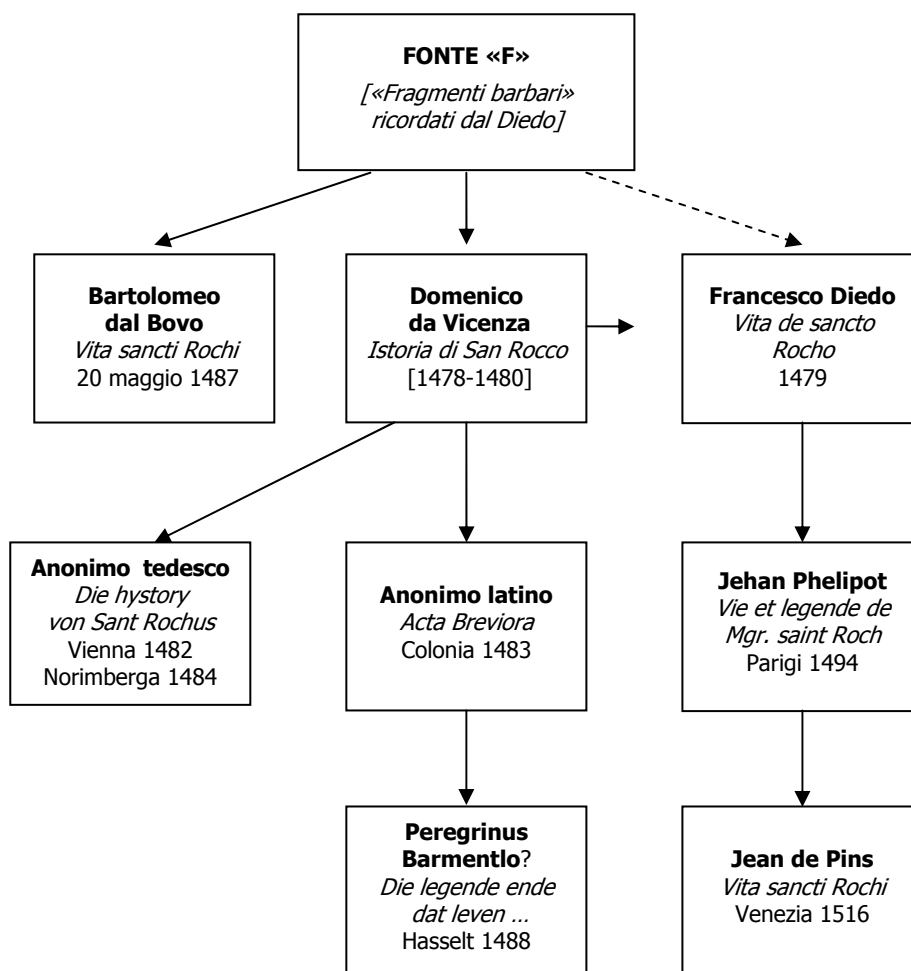 FONTE «F»
[«Fragmenti barbari»
ricordati dal Diedo]
Bartolomeo
dal Bovo
Vita sancti Rochi
20 maggio 1487
Domenico
da Vicenza
Istoria di San Rocco
[1478-1480]
Francesco Diedo
Vita de sancto
Rocho
1479
Anonimo tedesco
Die hystory
von Sant Rochus
Vienna 1482
Norimberga 1484
Anonimo latino
Acta Breviora
Colonia 1483
Jehan Phelipot
Vie et legende de
Mgr. saint Roch
Parigi 1494
Peregrinus
Barmentlo?
Die legende ende
dat leven ...
Hasselt 1488
Jean de Pins
Vita sancti Rochi
Venezia 1516